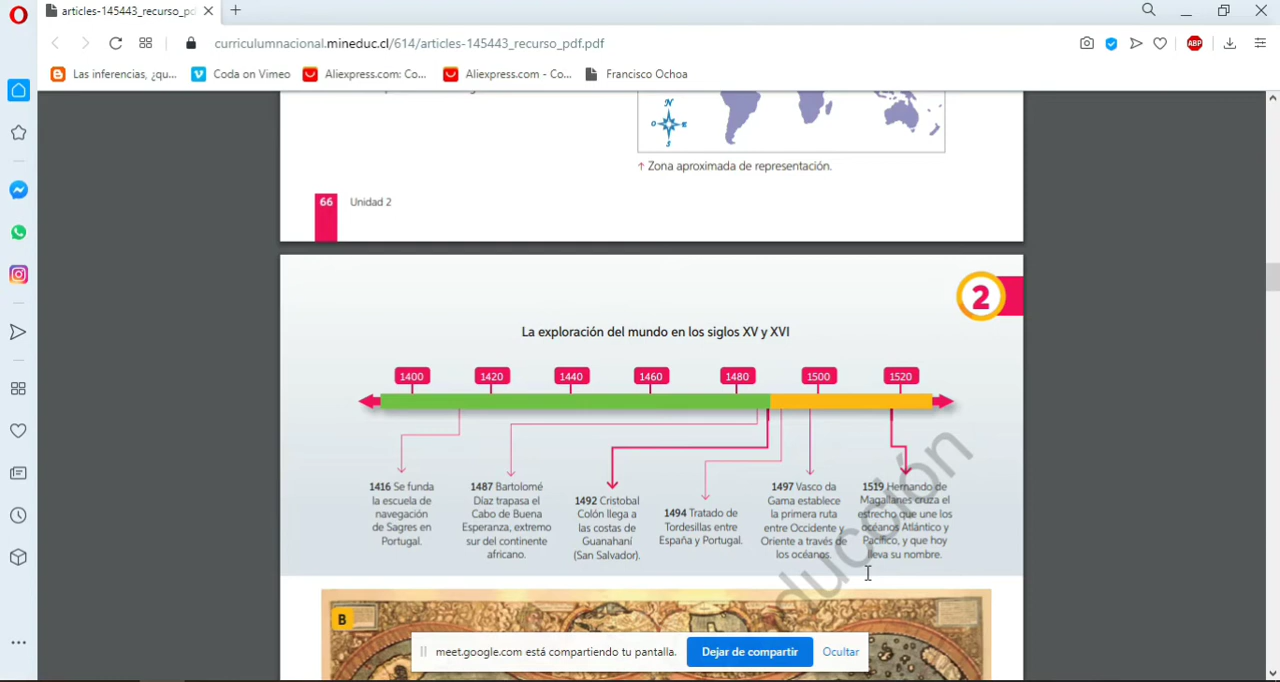 articles-145443_recurso_pd
curriculumnacional.mineduc.cl/614/articles-145443_recurso_pdf.pdf
ABP
Las inferencias, ¿qu...
Coda on Vimeo
Aliexpress.com: Co...
Aliexpress.com - Co...
Francisco Ochoa
N
O
E
S
↑ Zona aproximada de representación.
66 Unidad 2
2
La exploración del mundo en los siglos XV y XVI
1400 1420 1440 1460 1480 1500 1520
1416 Se funda
la escuela de
navegación
de Sagres en
Portugal.
1487 Bartolomé
Díaz traspasa el
Cabo de Buena
Esperanza, extremo
sur del continente
africano.
1492 Cristobal
Colón llega a
las costas de
Guanahaní
(San Salvador).
1494 Tratado de
Tordesillas entre
España y Portugal.
1497 Vasco da
Gama establece
la primera ruta
entre Occidente y
Oriente a través de
los océanos.
1519 Hernando de
Magallanes cruza el
estrecho que une los
océanos Atlántico y
Pacífico, y que hoy
lleva su nombre.
ducción
B
meet.google.com está compartiendo tu pantalla.
Dejar de compartir
Ocultar